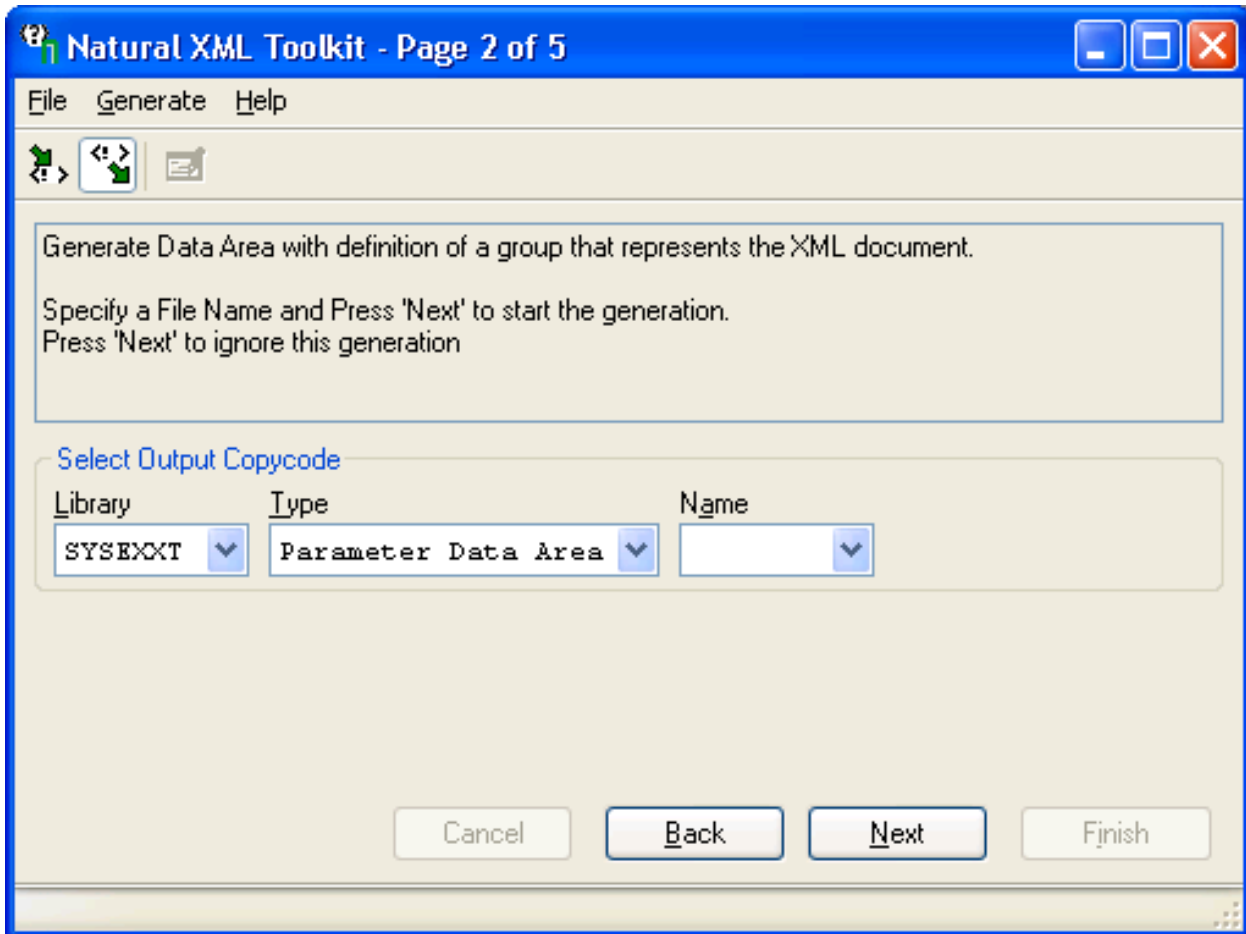 Natural XML Toolkit - Page 2 of 5
File Generate Help
Generate Data Area with definition of a group that represents the XML document.
Specify a File Name and Press 'Next' to start the generation.
Press 'Next' to ignore this generation
Select Output Copycode
Library Type Name
SYSEXXT Parameter Data Area
Cancel Back Next Finish